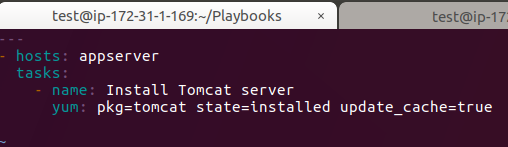 test@ip-172-31-1-169:~/Playbooks × test@ip-17
---
- hosts: appserver
  tasks:
    - name: Install Tomcat server
      yum: pkg=tomcat state=installed update_cache=true
~